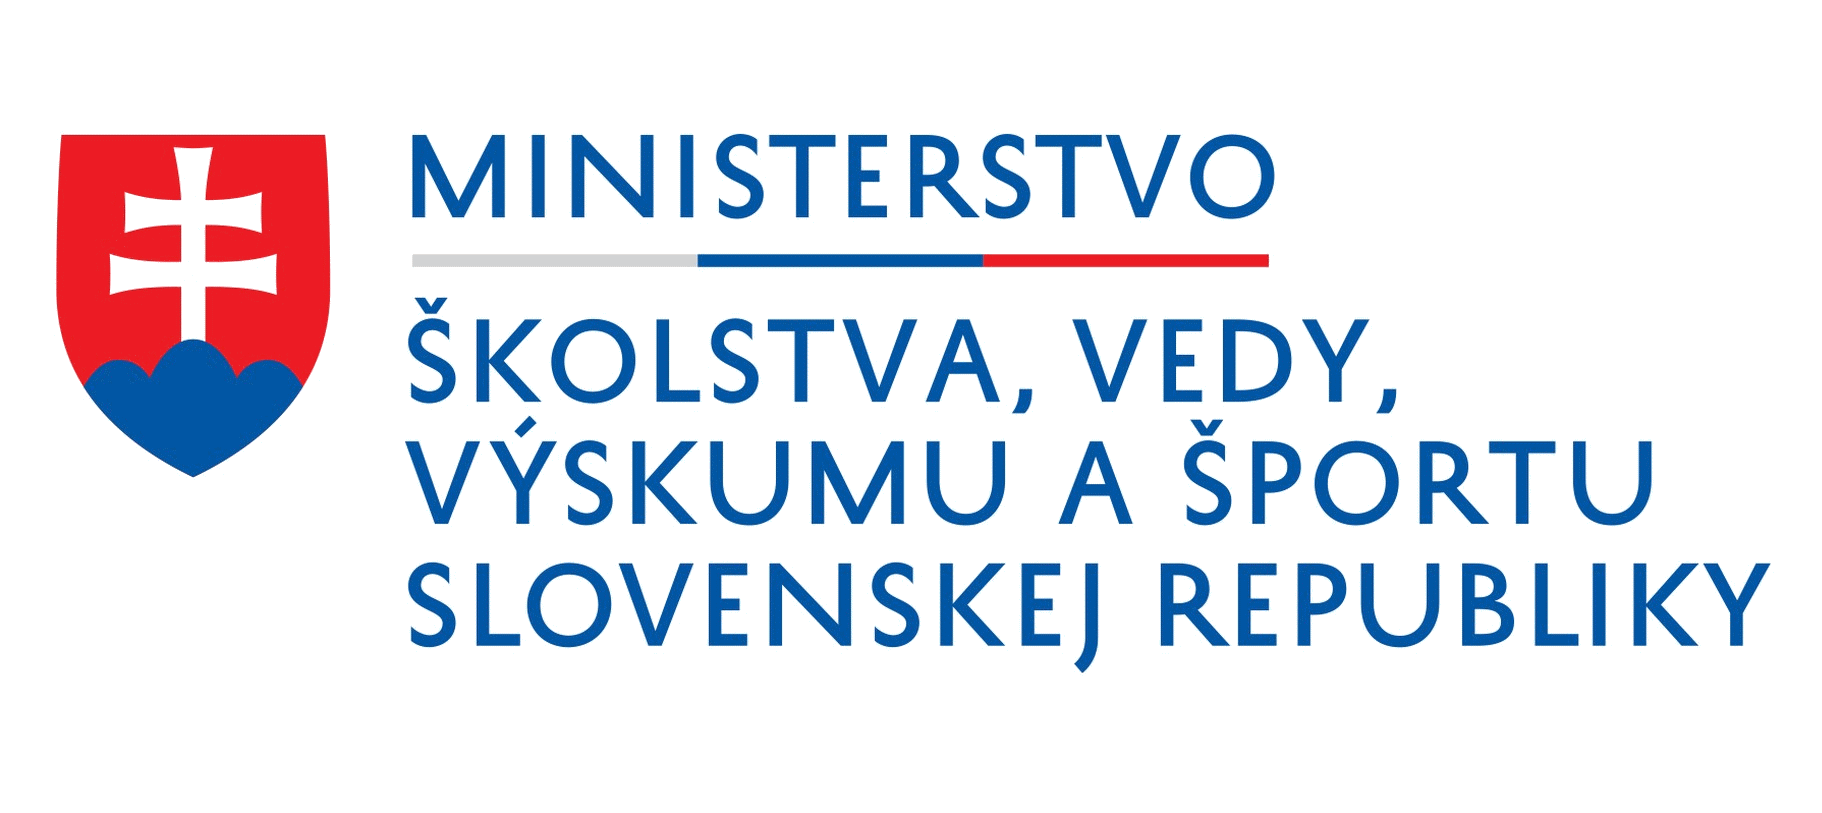 MINISTERSTVO
ŠKOLSTVA, VEDY,
VÝSKUMU A ŠPORTU
SLOVENSKEJ REPUBLIKY